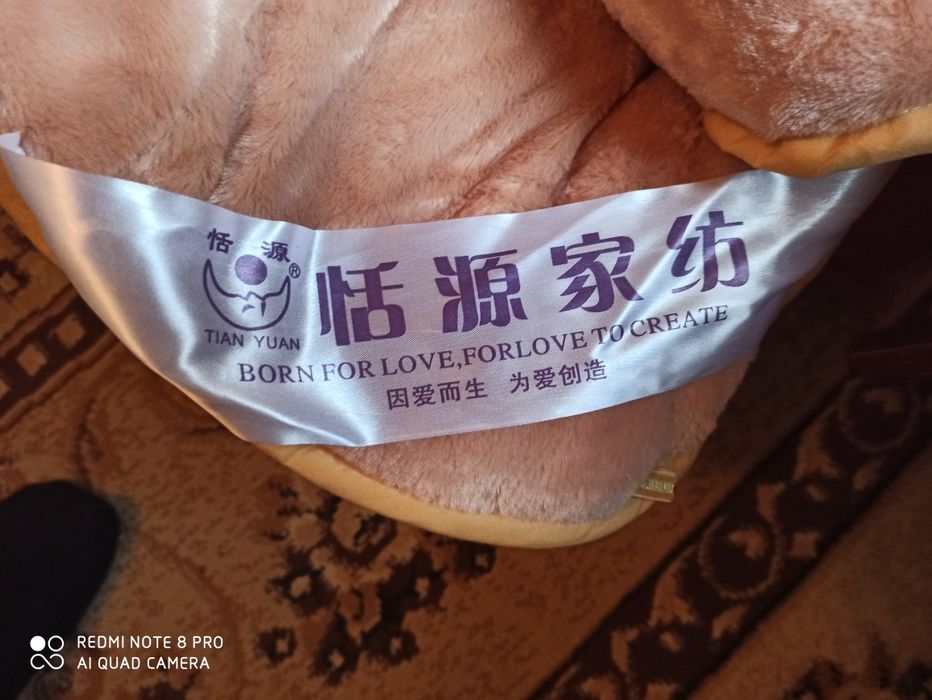 恬 源
®
TIAN YUAN
恬源家纺
BORN FOR LOVE,FORLOVE TO CREATE
因爱而生 为爱创造
REDMI NOTE 8 PRO
AI QUAD CAMERA